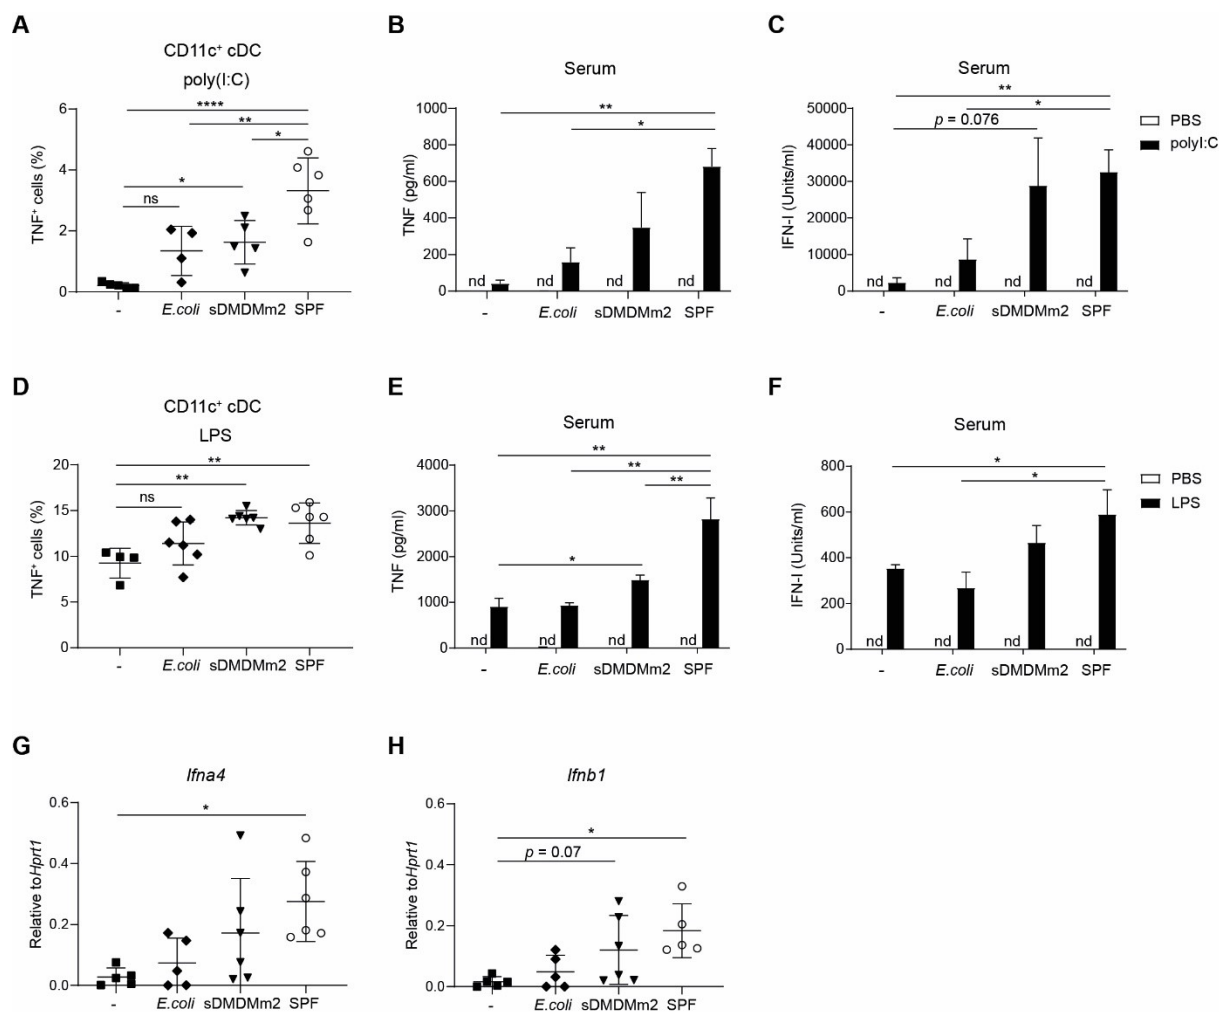 A
CD11c+ cDC
poly(I:C)
****
**
*
*
ns
TNF+ cells (%)
6
4
2
0
-
E.coli
sDMDMm2
SPF
B
Serum
**
*
TNF (pg/ml)
1000
800
600
400
200
0
nd
nd
nd
nd
-
E.coli
sDMDMm2
SPF
C
Serum
**
*
p = 0.076
IFN-I (Units/ml)
50000
40000
30000
20000
10000
0
nd
nd
nd
nd
-
E.coli
sDMDMm2
SPF
PBS
polyI:C
D
CD11c+ cDC
LPS
**
**
ns
TNF+ cells (%)
20
15
10
5
0
-
E.coli
sDMDMm2
SPF
E
Serum
**
**
**
*
TNF (pg/ml)
4000
3000
2000
1000
0
nd
nd
nd
nd
-
E.coli
sDMDMm2
SPF
F
Serum
*
*
IFN-I (Units/ml)
800
600
400
200
0
nd
nd
nd
nd
-
E.coli
sDMDMm2
SPF
PBS
LPS
G
Ifna4
*
Relative toHprt1
0.6
0.4
0.2
0.0
-
E.coli
sDMDMm2
SPF
H
Ifnb1
*
p = 0.07
Relative toHprt1
0.6
0.4
0.2
0.0
-
E.coli
sDMDMm2
SPF